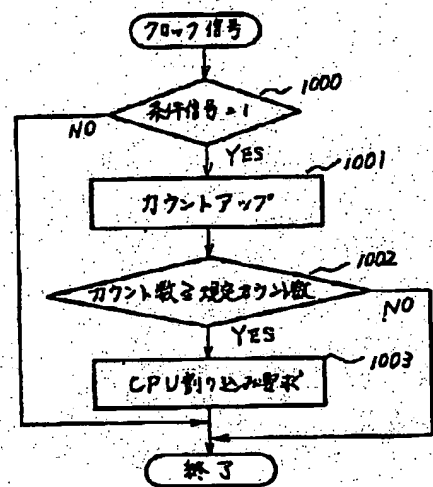 クロック信号
1000
条件信号=1
NO
YES
1001
カウントアップ
1002
カウント数≧規定カウント数
NO
YES
1003
CPU割り込み要求
終了